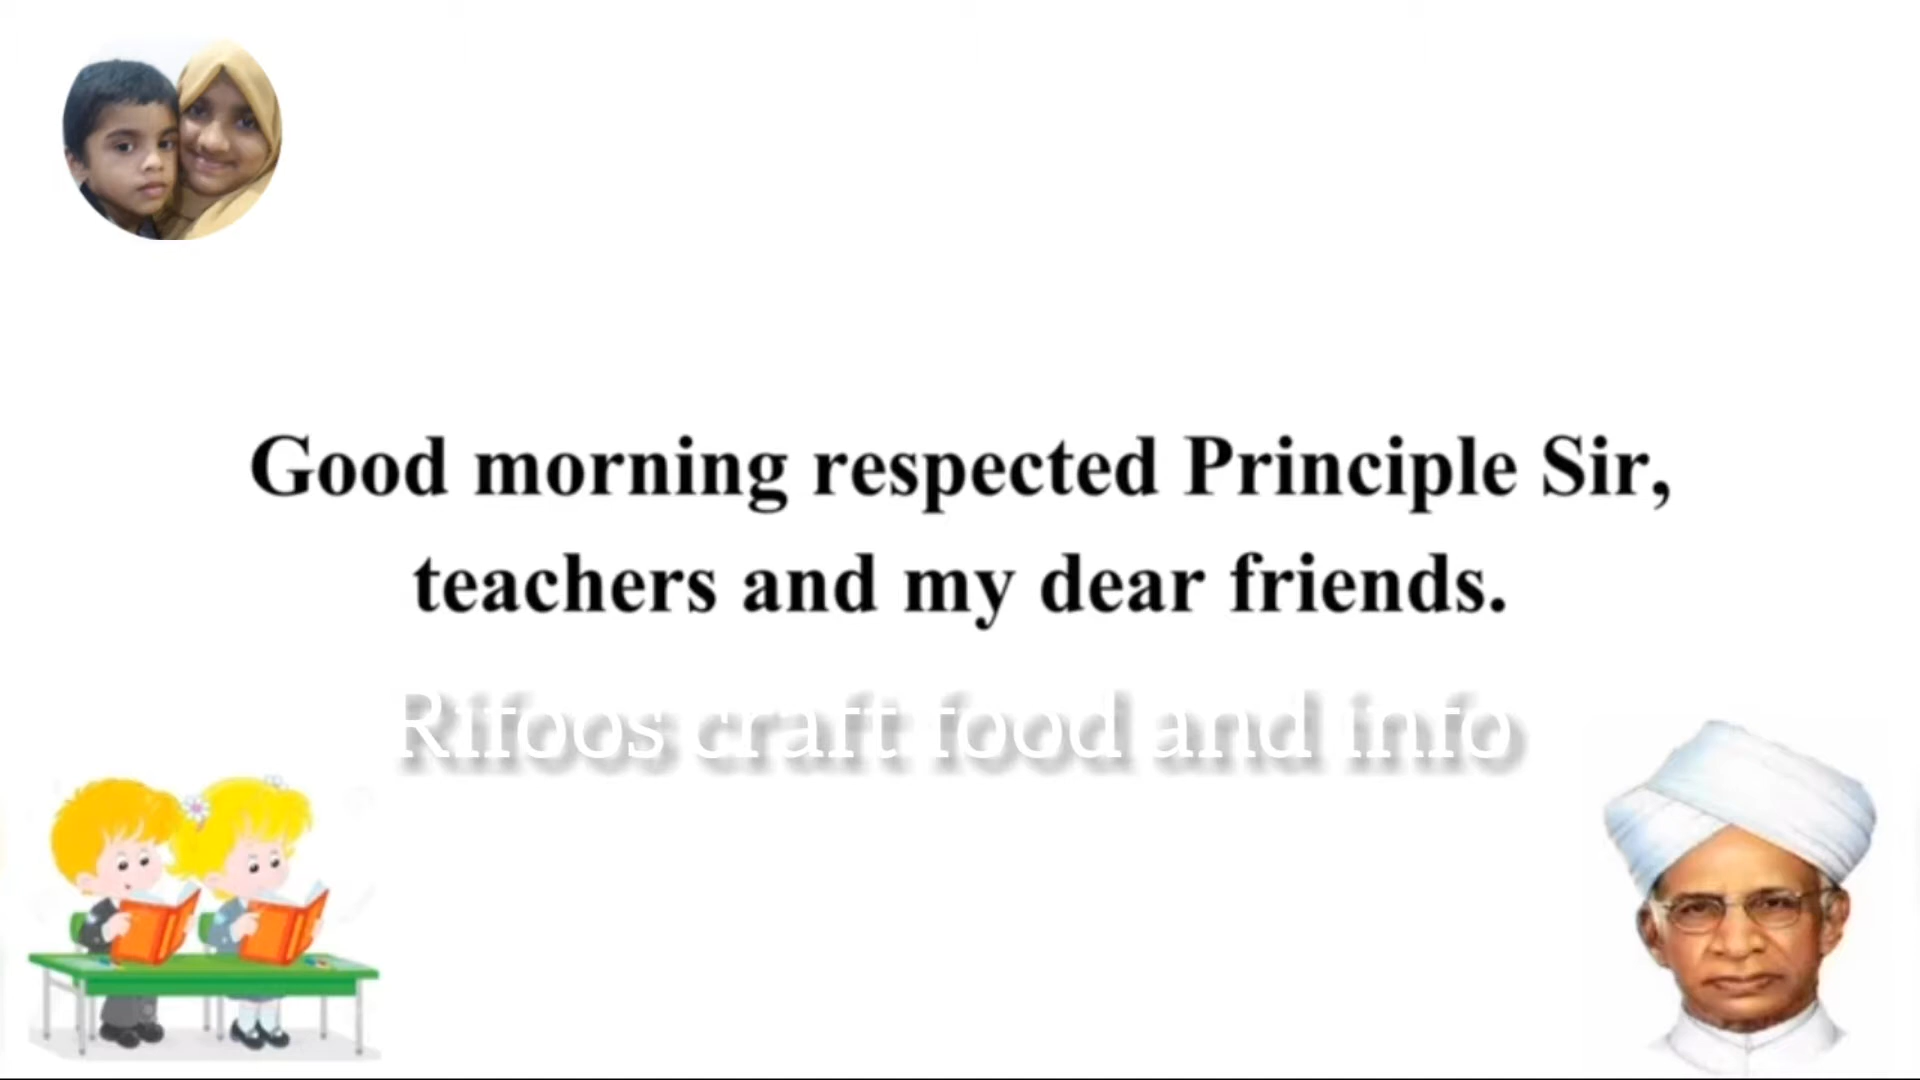 Good morning respected Principle Sir,
teachers and my dear friends.
Rifoos craft food and info